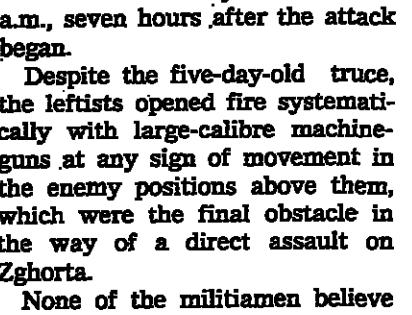 a.m., seven hours after the attack
began.
Despite the five-day-old truce,
the leftists opened fire systemati-
cally with large-calibre machine-
guns at any sign of movement in
the enemy positions above them,
which were the final obstacle in
the way of a direct assault on
Zghorta.
None of the militiamen believe